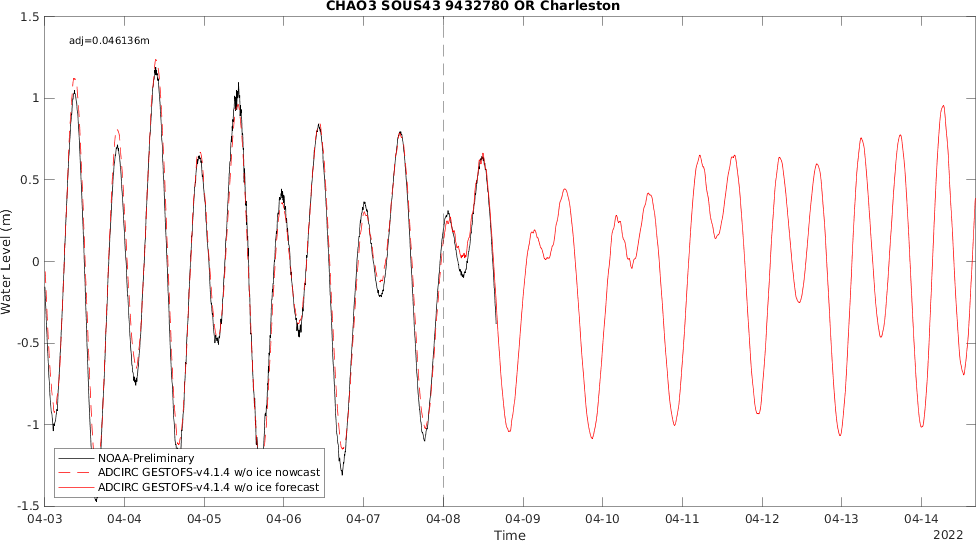 CHAO3 SOUS43 9432780 OR Charleston
adj=0.046136m
1.5
1
0.5
0
-0.5
-1
-1.5
Water Level (m)
NOAA-Preliminary
ADCIRC GESTOFS-v4.1.4 w/o ice nowcast
ADCIRC GESTOFS-v4.1.4 w/o ice forecast
04-03 04-04 04-05 04-06 04-07 04-08 04-09 04-10 04-11 04-12 04-13 04-14
Time
2022